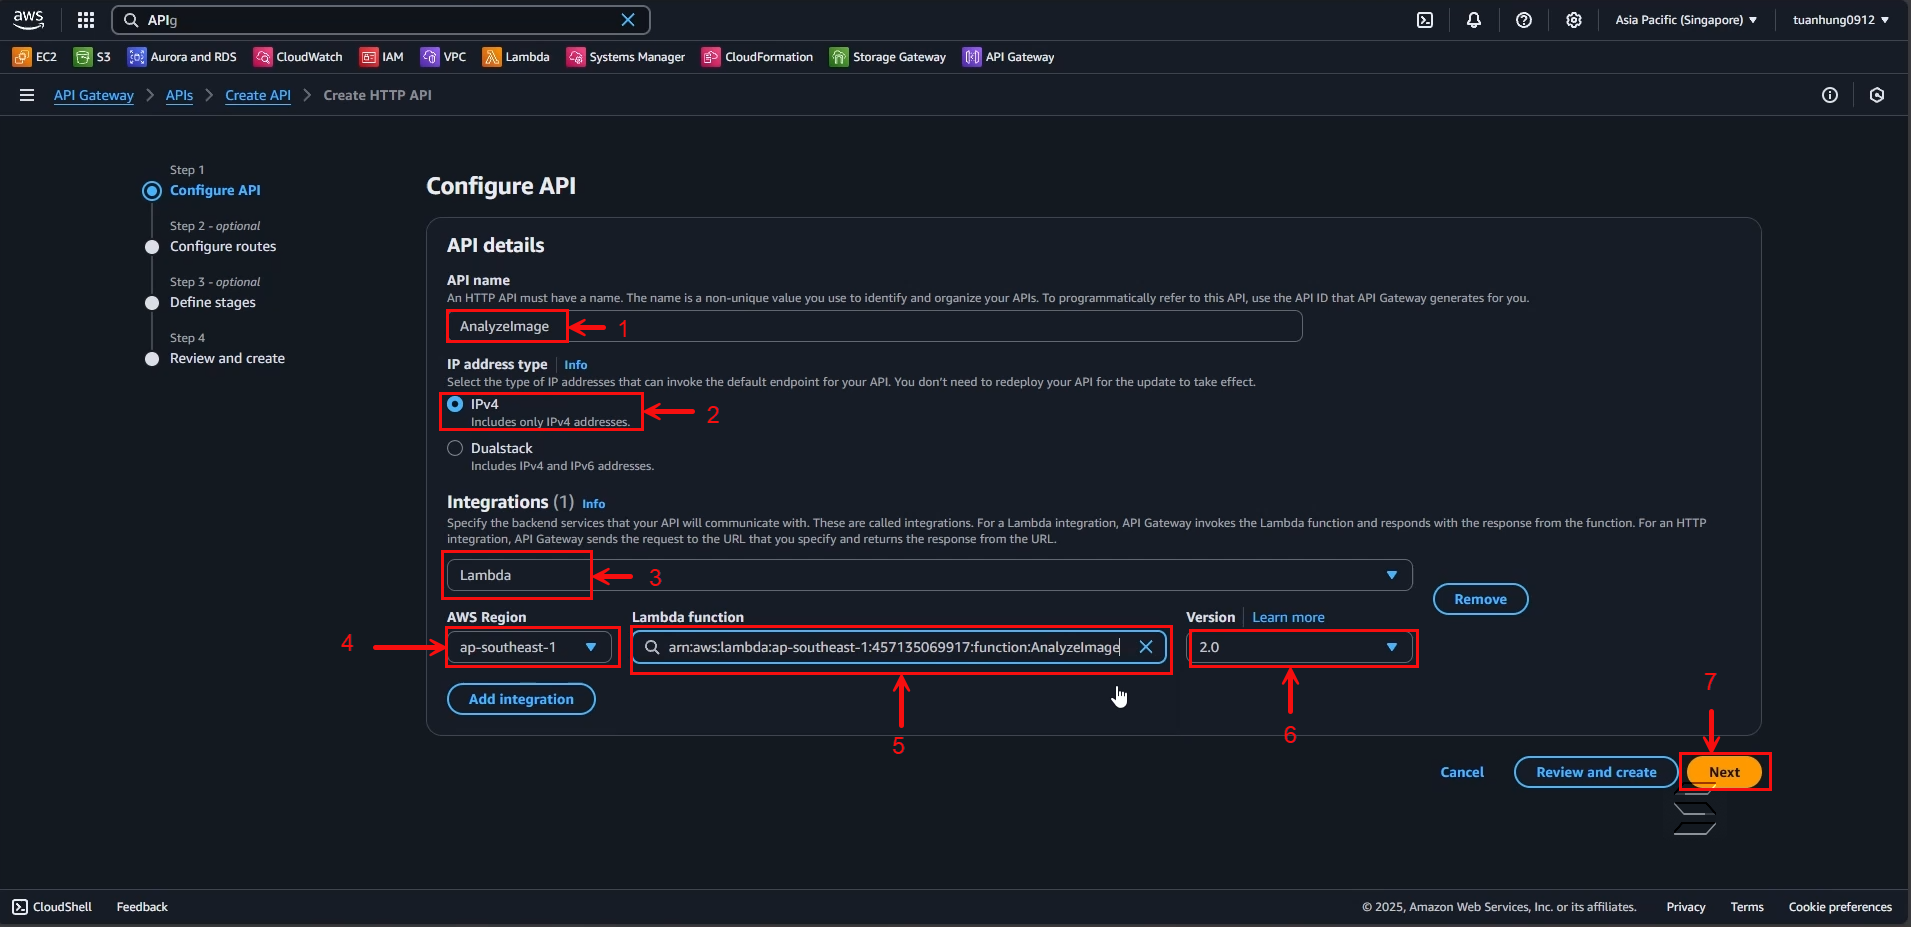 aws
APIg
Asia Pacific (Singapore)
tuanhung0912
EC2
S3
Aurora and RDS
CloudWatch
IAM
VPC
Lambda
Systems Manager
CloudFormation
Storage Gateway
API Gateway
API Gateway > APIs > Create API > Create HTTP API
Step 1
Configure API
Step 2 - optional
Configure routes
Step 3 - optional
Define stages
Step 4
Review and create
Configure API
API details
API name
An HTTP API must have a name. The name is a non-unique value you use to identify and organize your APIs. To programmatically refer to this API, use the API ID that API Gateway generates for you.
AnalyzeImage
1
IP address type Info
Select the type of IP addresses that can invoke the default endpoint for your API. You don't need to redeploy your API for the update to take effect.
IPv4
Includes only IPv4 addresses.
2
Dualstack
Includes IPv4 and IPv6 addresses.
Integrations (1) Info
Specify the backend services that your API will communicate with. These are called integrations. For a Lambda integration, API Gateway invokes the Lambda function and responds with the response from the function. For an HTTP
integration, API Gateway sends the request to the URL that you specify and returns the response from the URL.
Lambda
3
Remove
AWS Region
Lambda function
Version Learn more
4
ap-southeast-1
arn:aws:lambda:ap-southeast-1:457135069917:function:AnalyzeImage
2.0
Add integration
5
6
7
Cancel
Review and create
Next
CloudShell
Feedback
© 2025, Amazon Web Services, Inc. or its affiliates.
Privacy
Terms
Cookie preferences